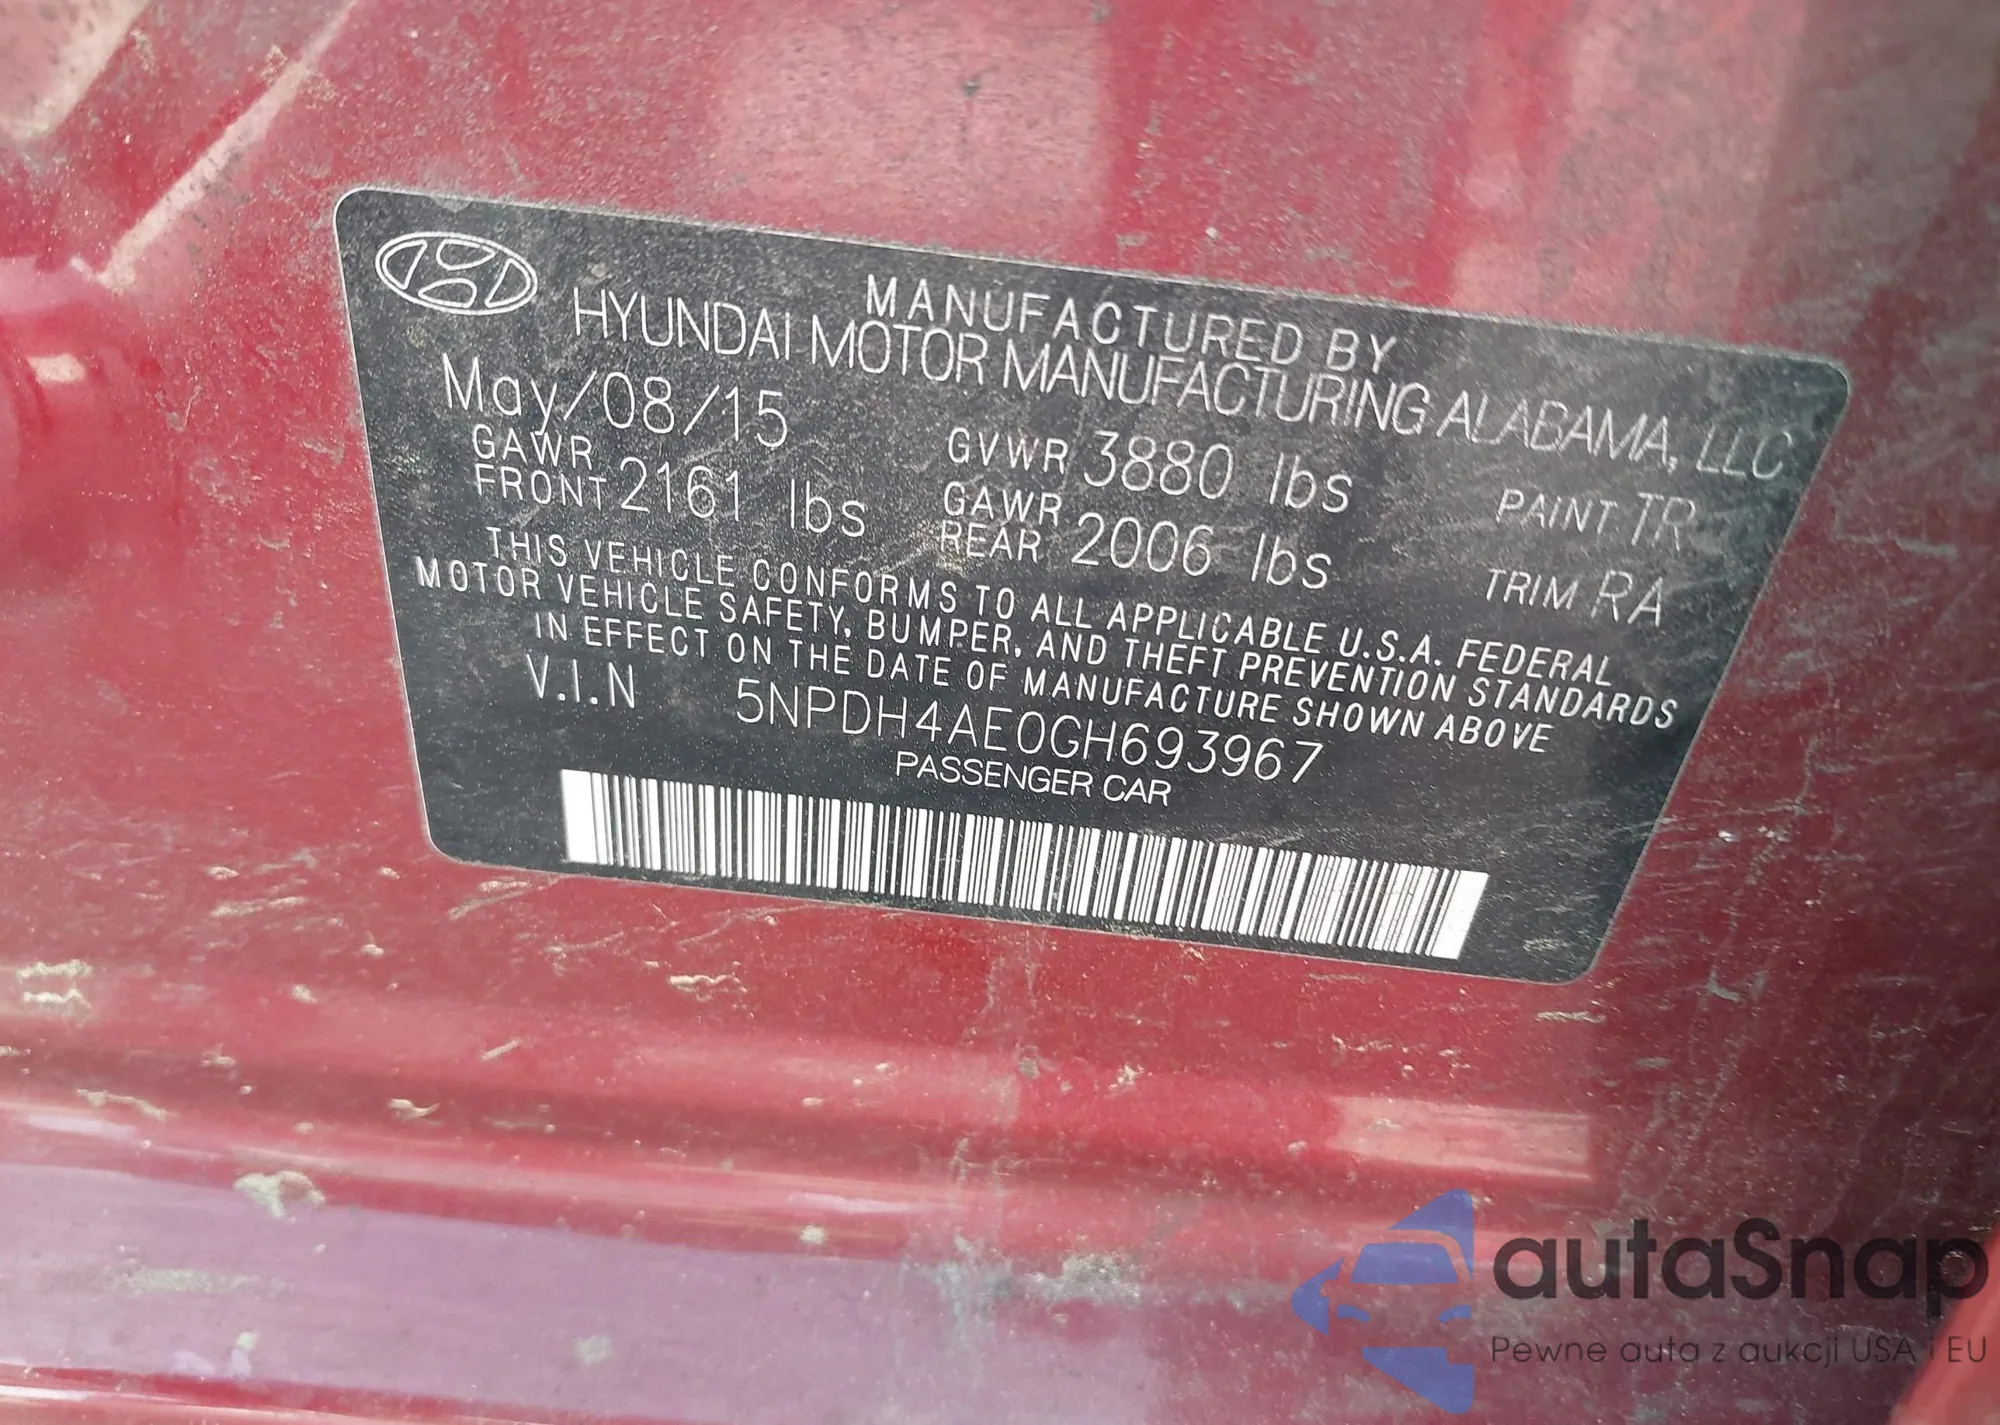 MANUFACTURED BY
HYUNDAI MOTOR MANUFACTURING ALABAMA, LLC
May/08/15
GVWR 3880 lbs
PAINT TR
GAWR FRONT 2161 lbs
GAWR REAR 2006 lbs
TRIM RA
THIS VEHICLE CONFORMS TO ALL APPLICABLE U.S.A. FEDERAL
MOTOR VEHICLE SAFETY, BUMPER, AND THEFT PREVENTION STANDARDS
IN EFFECT ON THE DATE OF MANUFACTURE SHOWN ABOVE
V.I.N 5NPDH4AE0GH693967
PASSENGER CAR
autaSnap
Pewne auta z aukcji USA i EU